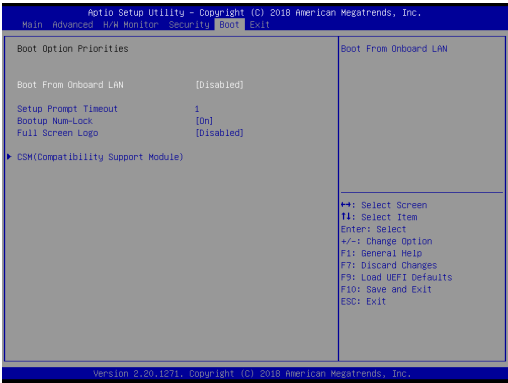 Aptio Setup Utility – Copyright (C) 2018 American Megatrends, Inc.
Main Advanced H/W Monitor Security Boot Exit
Boot Option Priorities
Boot From Onboard LAN [Disabled]
Setup Prompt Timeout 1
Bootup Num-Lock [On]
Full Screen Logo [Disabled]
CSM(Compatibility Support Module)
Boot From Onboard LAN
↔: Select Screen
↑↓: Select Item
Enter: Select
+/-: Change Option
F1: General Help
F7: Discard Changes
F9: Load UEFI Defaults
F10: Save and Exit
ESC: Exit
Version 2.20.1271. Copyright (C) 2018 American Megatrends, Inc.